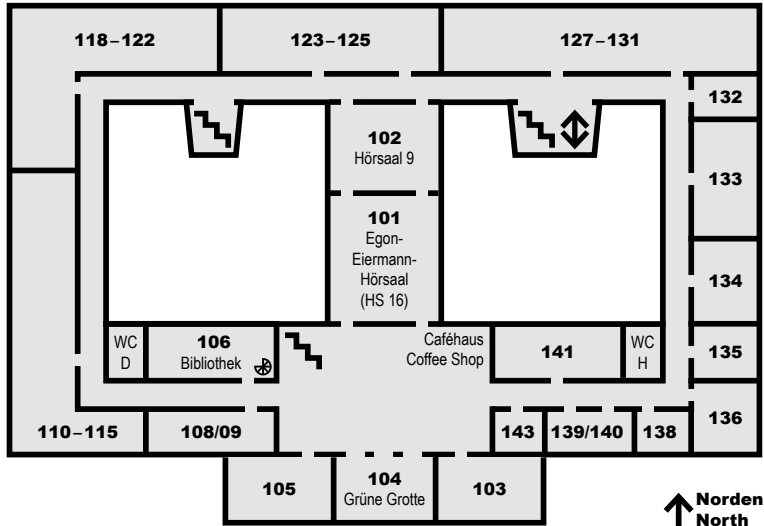 118–122
123–125
127–131
132
102
Hörsaal 9
133
101
Egon-
Eiermann-
Hörsaal
(HS 16)
134
WC
D
106
Bibliothek
Caféhaus
Coffee Shop
141
WC
H
135
110–115
108/09
143
139/140
138
136
105
104
Grüne Grotte
103
Norden
North